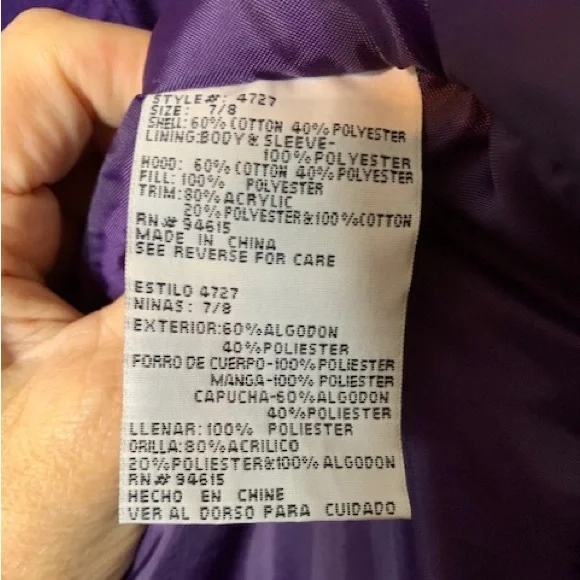 STYLE#: 4727
SIZE: 7/8
SHELL: 60% COTTON 40% POLYESTER
LINING:BODY & SLEEVE-
100% POLYESTER
HOOD: 60% COTTON 40% POLYESTER
FILL: 100% POLYESTER
TRIM: 80% ACRYLIC
20% POLYESTER&100%COTTON
RN# 94615
MADE IN CHINA
SEE REVERSE FOR CARE
ESTILO 4727
NINAS: 7/8
EXTERIOR:60%ALGODON
40%POLIESTER
FORRO DE CUERPO-100%POLIESTER
MANGA-100% POLIESTER
CAPUCHA-60%ALGODON
40%POLIESTER
LLENAR: 100% POLIESTER
ORILLA: 80% ACRILICO
20%POLIESTER&100% ALGODON
RN# 94615
HECHO EN CHINE
VER AL DORSO PARA CUIDADO